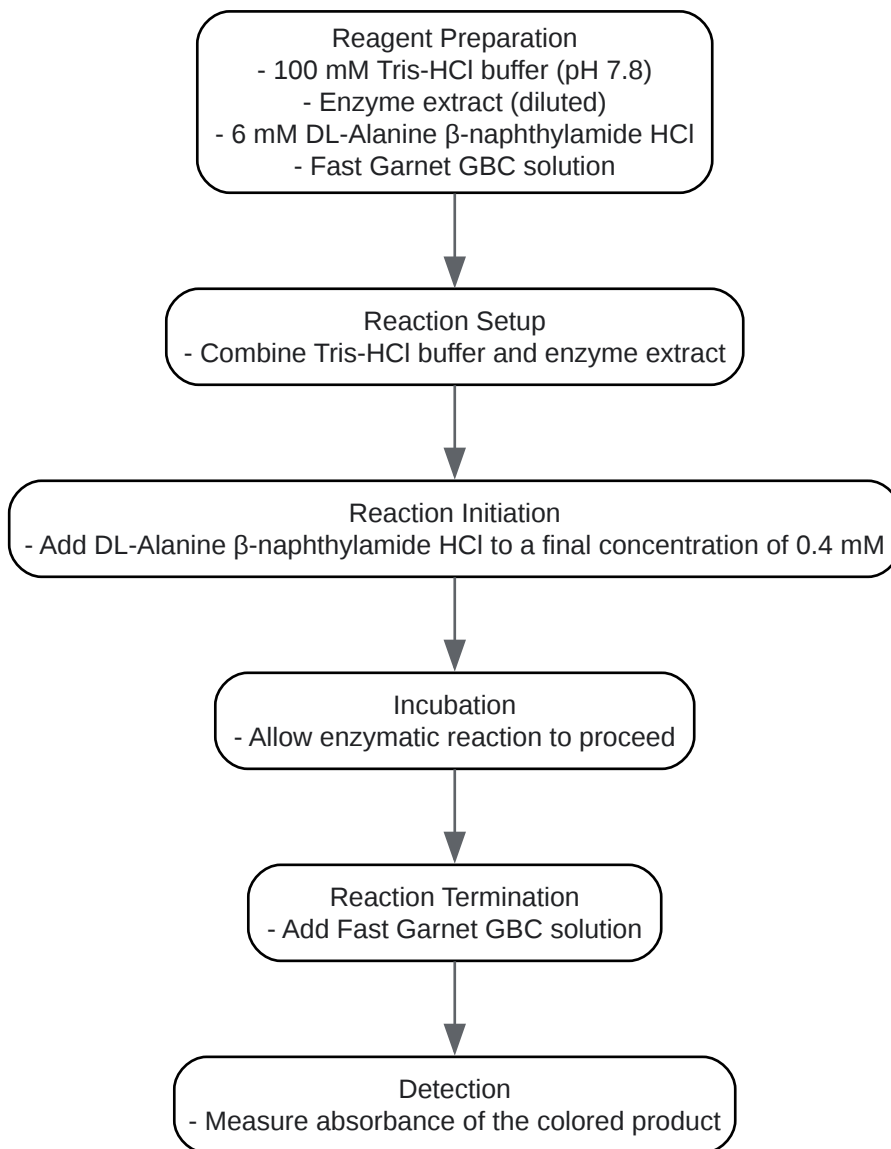 Reagent Preparation
- 100 mM Tris-HCl buffer (pH 7.8)
- Enzyme extract (diluted)
- 6 mM DL-Alanine β-naphthylamide HCl
- Fast Garnet GBC solution
Reaction Setup
- Combine Tris-HCl buffer and enzyme extract
Reaction Initiation
- Add DL-Alanine β-naphthylamide HCl to a final concentration of 0.4 mM
Incubation
- Allow enzymatic reaction to proceed
Reaction Termination
- Add Fast Garnet GBC solution
Detection
- Measure absorbance of the colored product